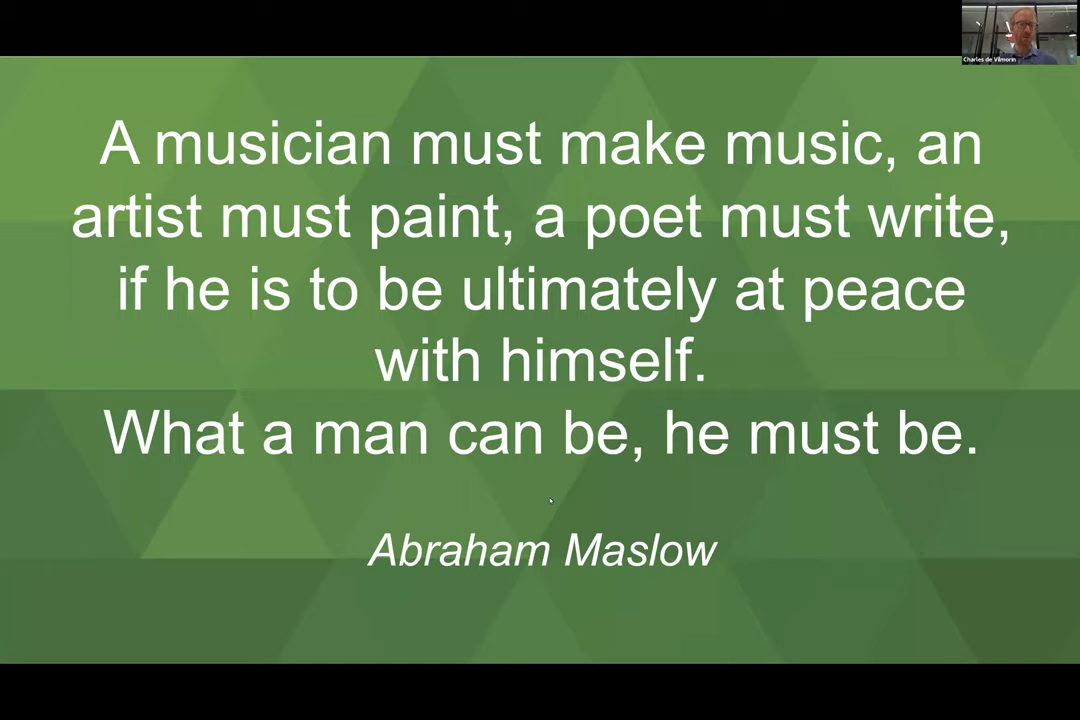 Charles de Vilmorin
A musician must make music, an
artist must paint, a poet must write,
if he is to be ultimately at peace
with himself.
What a man can be, he must be.
Abraham Maslow